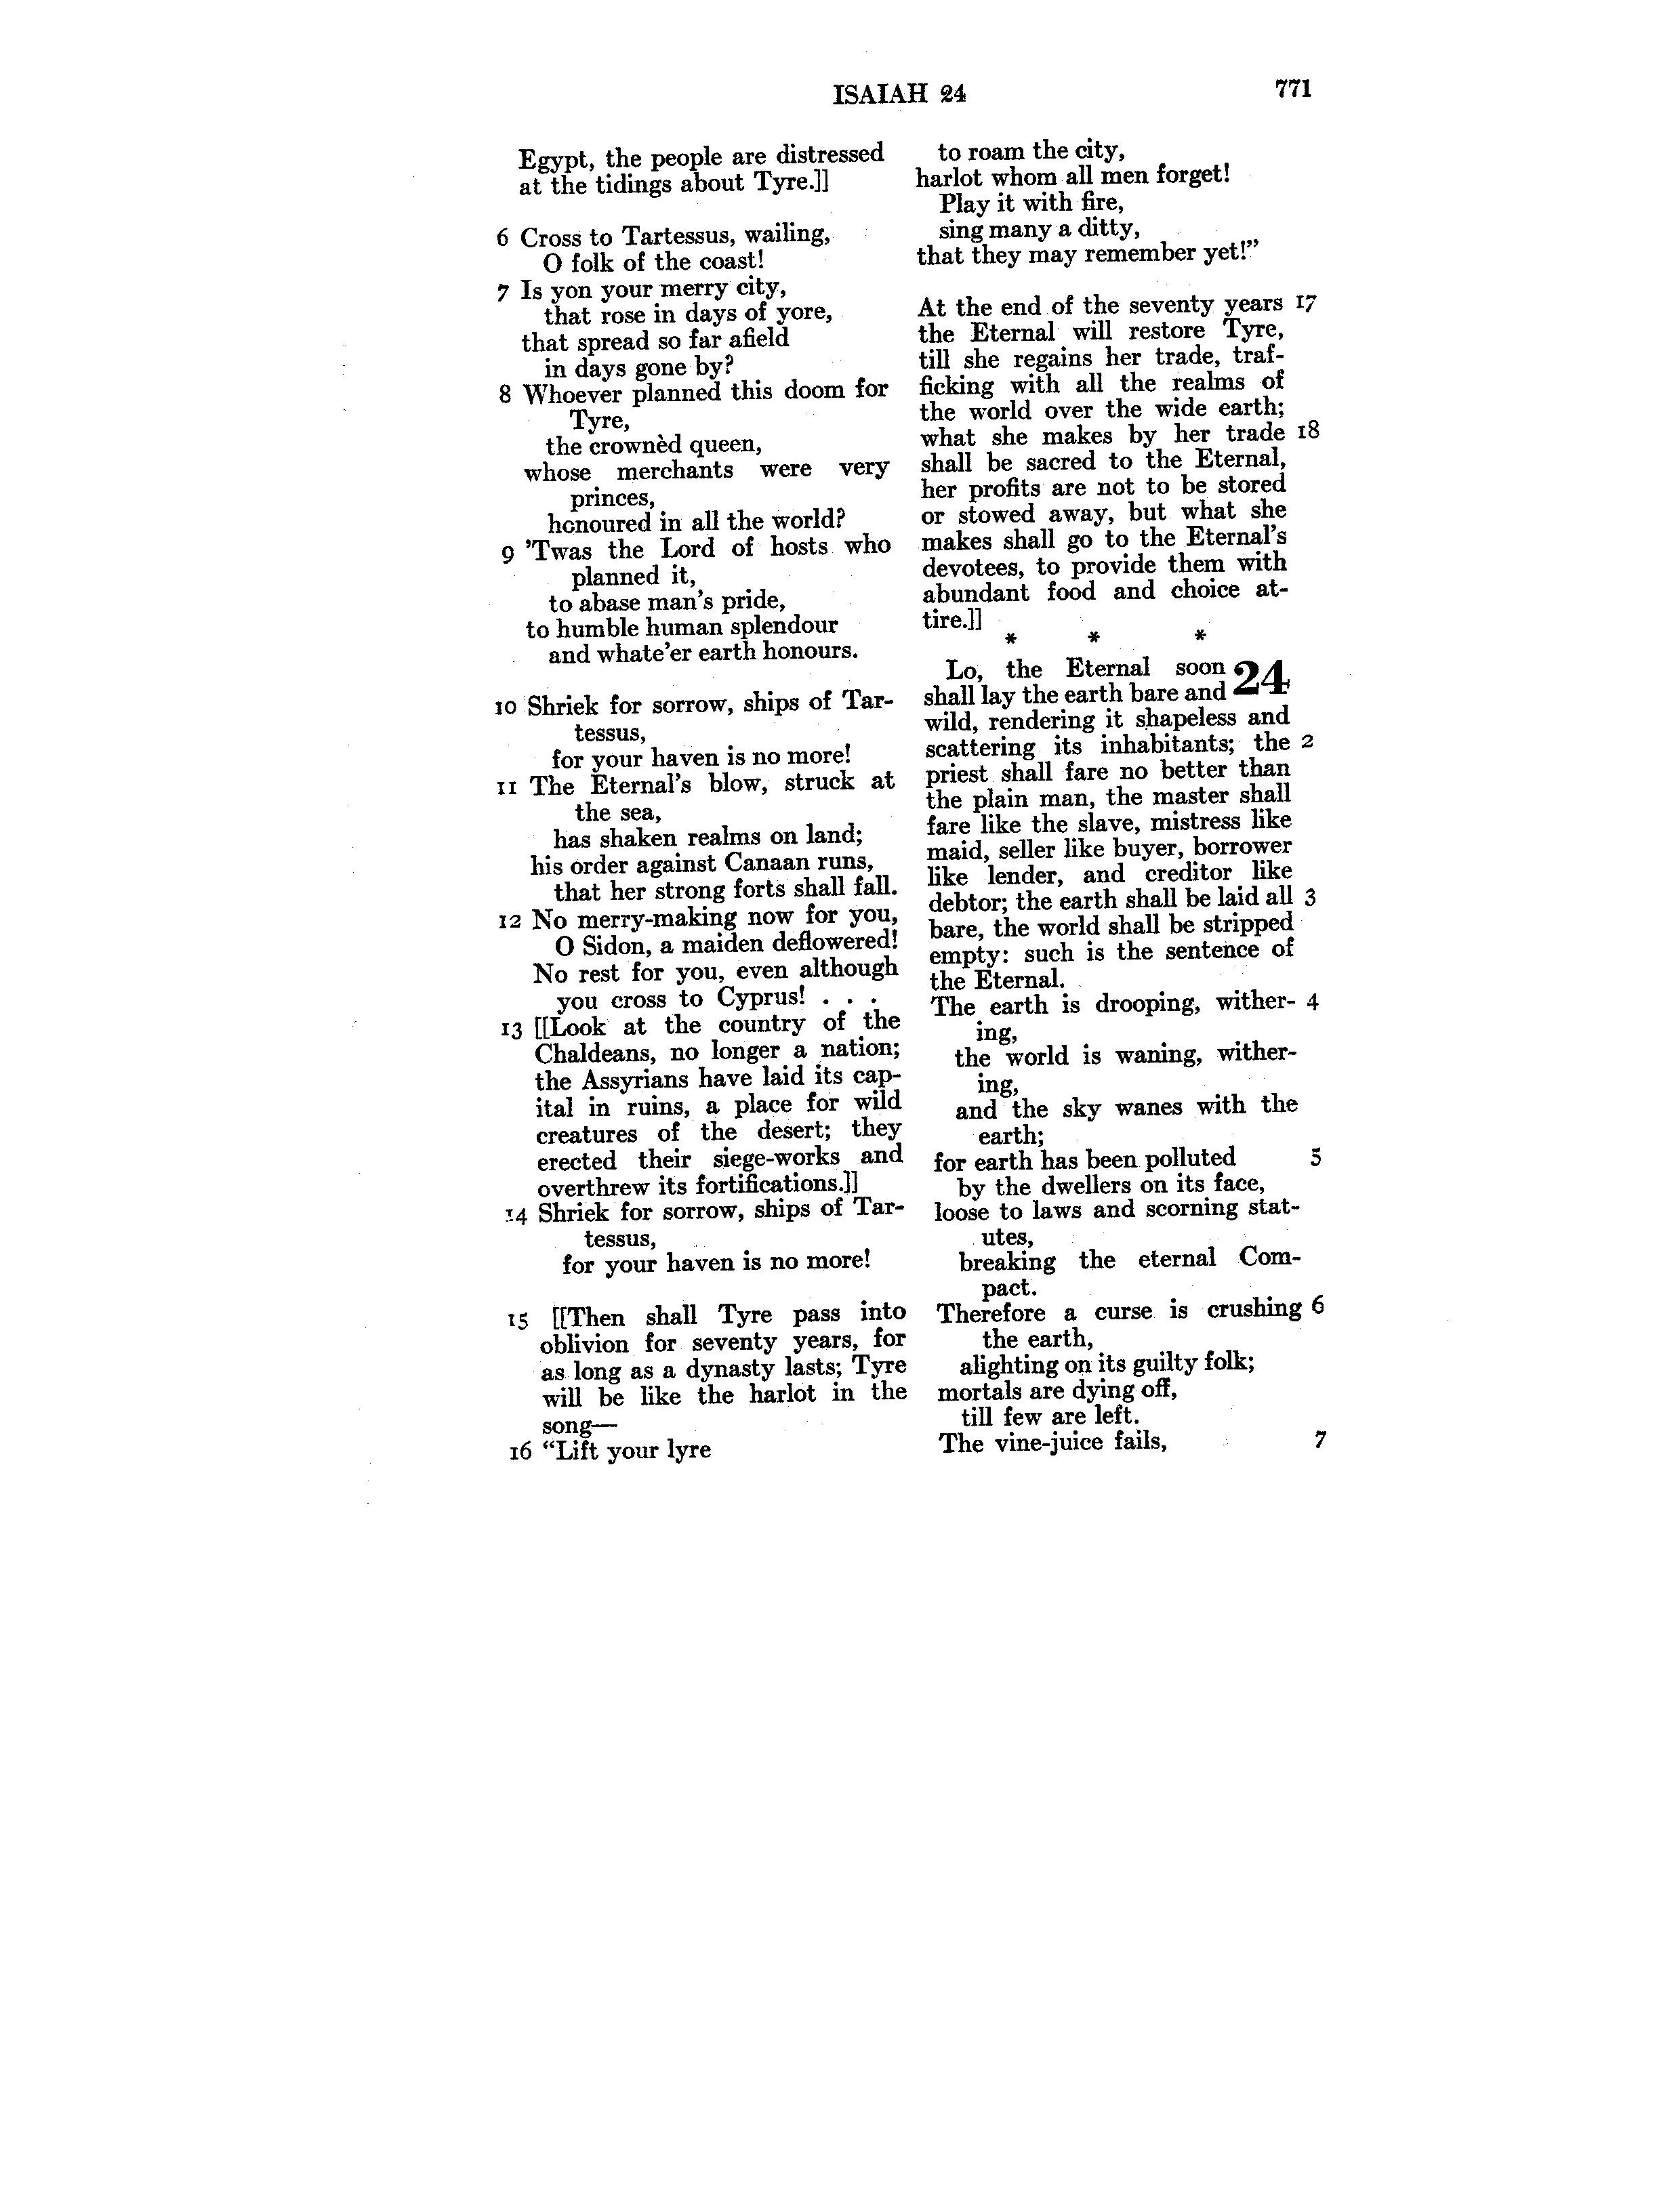 ISAIAH 24
771
Egypt, the people are distressed
at the tidings about Tyre.]]
6 Cross to Tartessus, wailing,
O folk of the coast!
7 Is yon your merry city,
that rose in days of yore,
that spread so far afield
in days gone by?
8 Whoever planned this doom for
Tyre,
the crownèd queen,
whose merchants were very
princes,
honoured in all the world?
9 'Twas the Lord of hosts who
planned it,
to abase man's pride,
to humble human splendour
and whate'er earth honours.
10 Shriek for sorrow, ships of Tar-
tessus,
for your haven is no more!
11 The Eternal's blow, struck at
the sea,
has shaken realms on land;
his order against Canaan runs,
that her strong forts shall fall.
12 No merry-making now for you,
O Sidon, a maiden deflowered!
No rest for you, even although
you cross to Cyprus! . . .
13 [[Look at the country of the
Chaldeans, no longer a nation;
the Assyrians have laid its cap-
ital in ruins, a place for wild
creatures of the desert; they
erected their siege-works and
overthrew its fortifications.]]
14 Shriek for sorrow, ships of Tar-
tessus,
for your haven is no more!
15 [[Then shall Tyre pass into
oblivion for seventy years, for
as long as a dynasty lasts; Tyre
will be like the harlot in the
song—
16 "Lift your lyre
to roam the city,
harlot whom all men forget!
Play it with fire,
sing many a ditty,
that they may remember yet!"
At the end of the seventy years 17
the Eternal will restore Tyre,
till she regains her trade, traf-
ficking with all the realms of
the world over the wide earth;
what she makes by her trade 18
shall be sacred to the Eternal,
her profits are not to be stored
or stowed away, but what she
makes shall go to the Eternal's
devotees, to provide them with
abundant food and choice at-
tire.]]
* * *
Lo, the Eternal soon 24
shall lay the earth bare and
wild, rendering it shapeless and
scattering its inhabitants; the 2
priest shall fare no better than
the plain man, the master shall
fare like the slave, mistress like
maid, seller like buyer, borrower
like lender, and creditor like
debtor; the earth shall be laid all 3
bare, the world shall be stripped
empty: such is the sentence of
the Eternal.
The earth is drooping, wither- 4
ing,
the world is waning, wither-
ing,
and the sky wanes with the
earth;
for earth has been polluted 5
by the dwellers on its face,
loose to laws and scorning stat-
utes,
breaking the eternal Com-
pact.
Therefore a curse is crushing 6
the earth,
alighting on its guilty folk;
mortals are dying off,
till few are left.
The vine-juice fails, 7